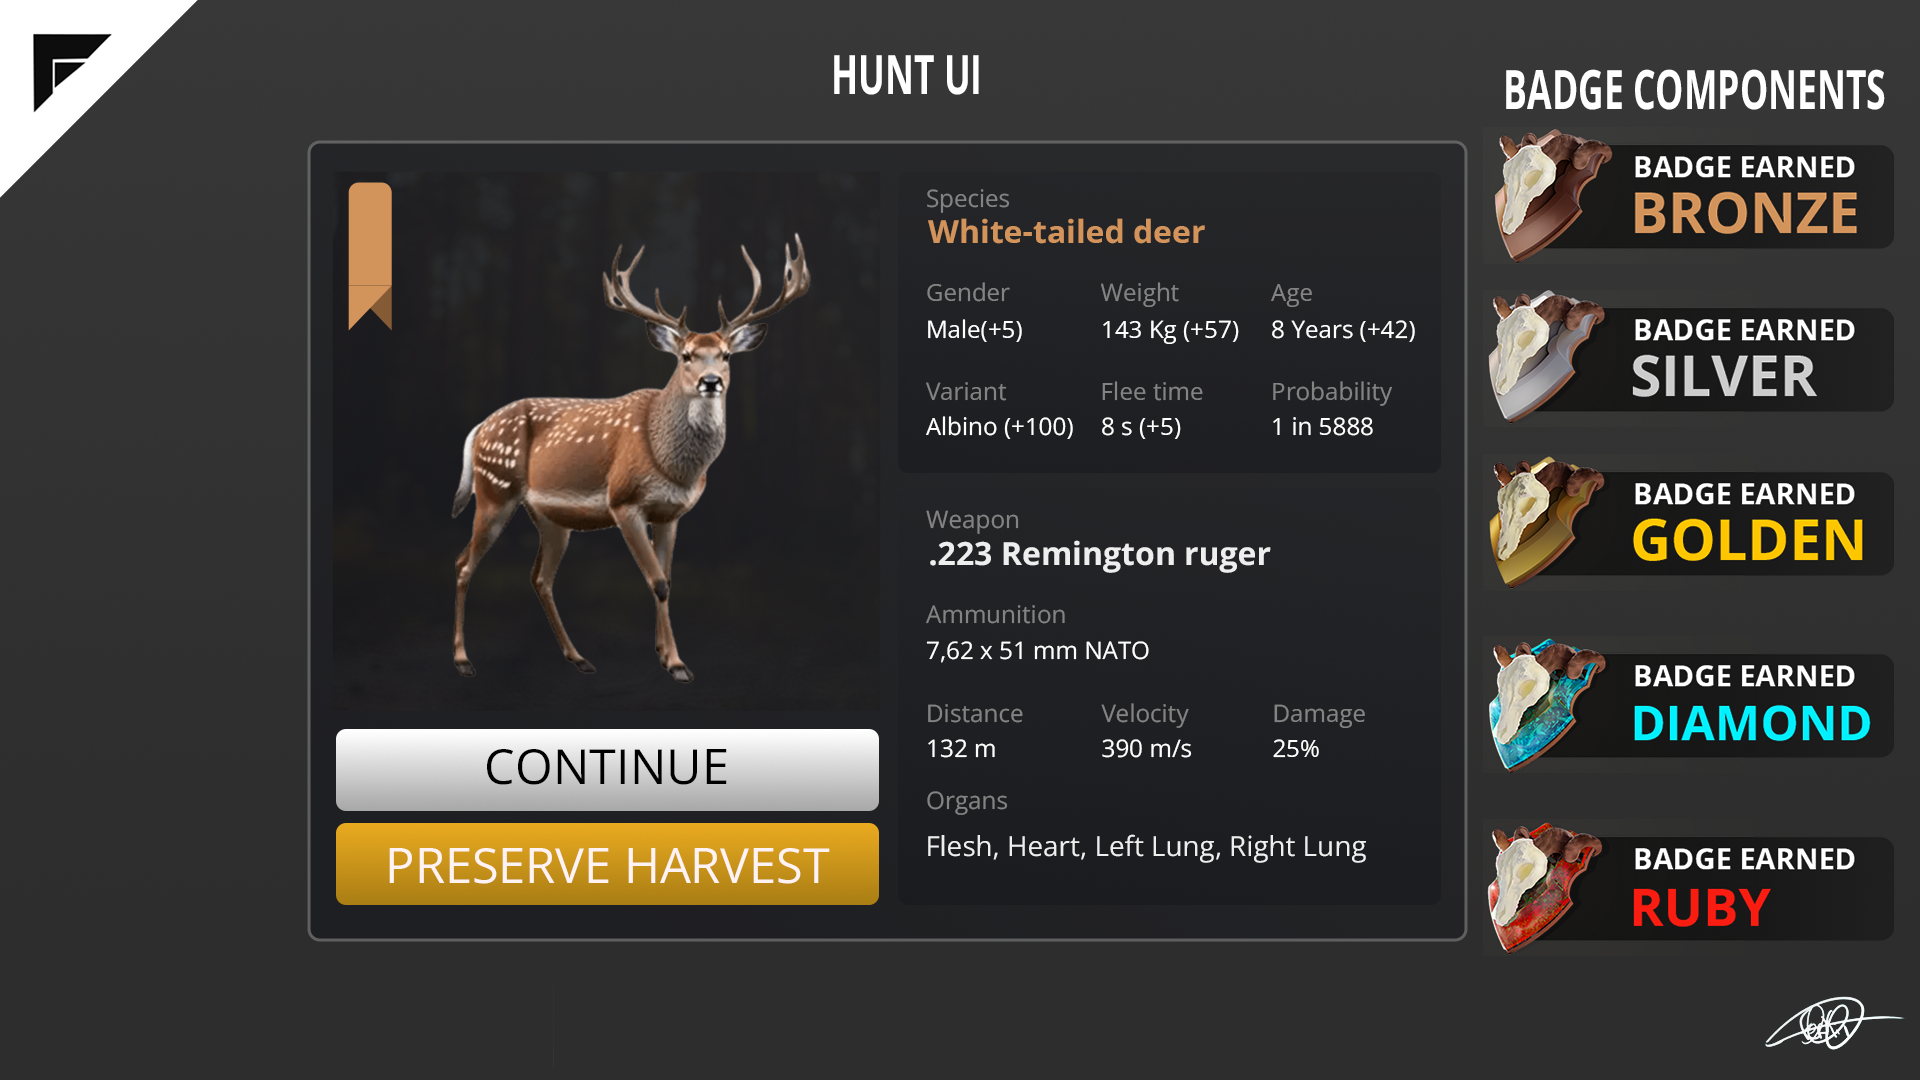 HUNT UI
BADGE COMPONENTS
Species
White-tailed deer
Gender Weight Age
Male(+5) 143 Kg (+57) 8 Years (+42)
Variant Flee time Probability
Albino (+100) 8 s (+5) 1 in 5888
Weapon
.223 Remington ruger
Ammunition
7,62 x 51 mm NATO
Distance Velocity Damage
132 m 390 m/s 25%
Organs
Flesh, Heart, Left Lung, Right Lung
CONTINUE
PRESERVE HARVEST
BADGE EARNED
BRONZE
BADGE EARNED
SILVER
BADGE EARNED
GOLDEN
BADGE EARNED
DIAMOND
BADGE EARNED
RUBY